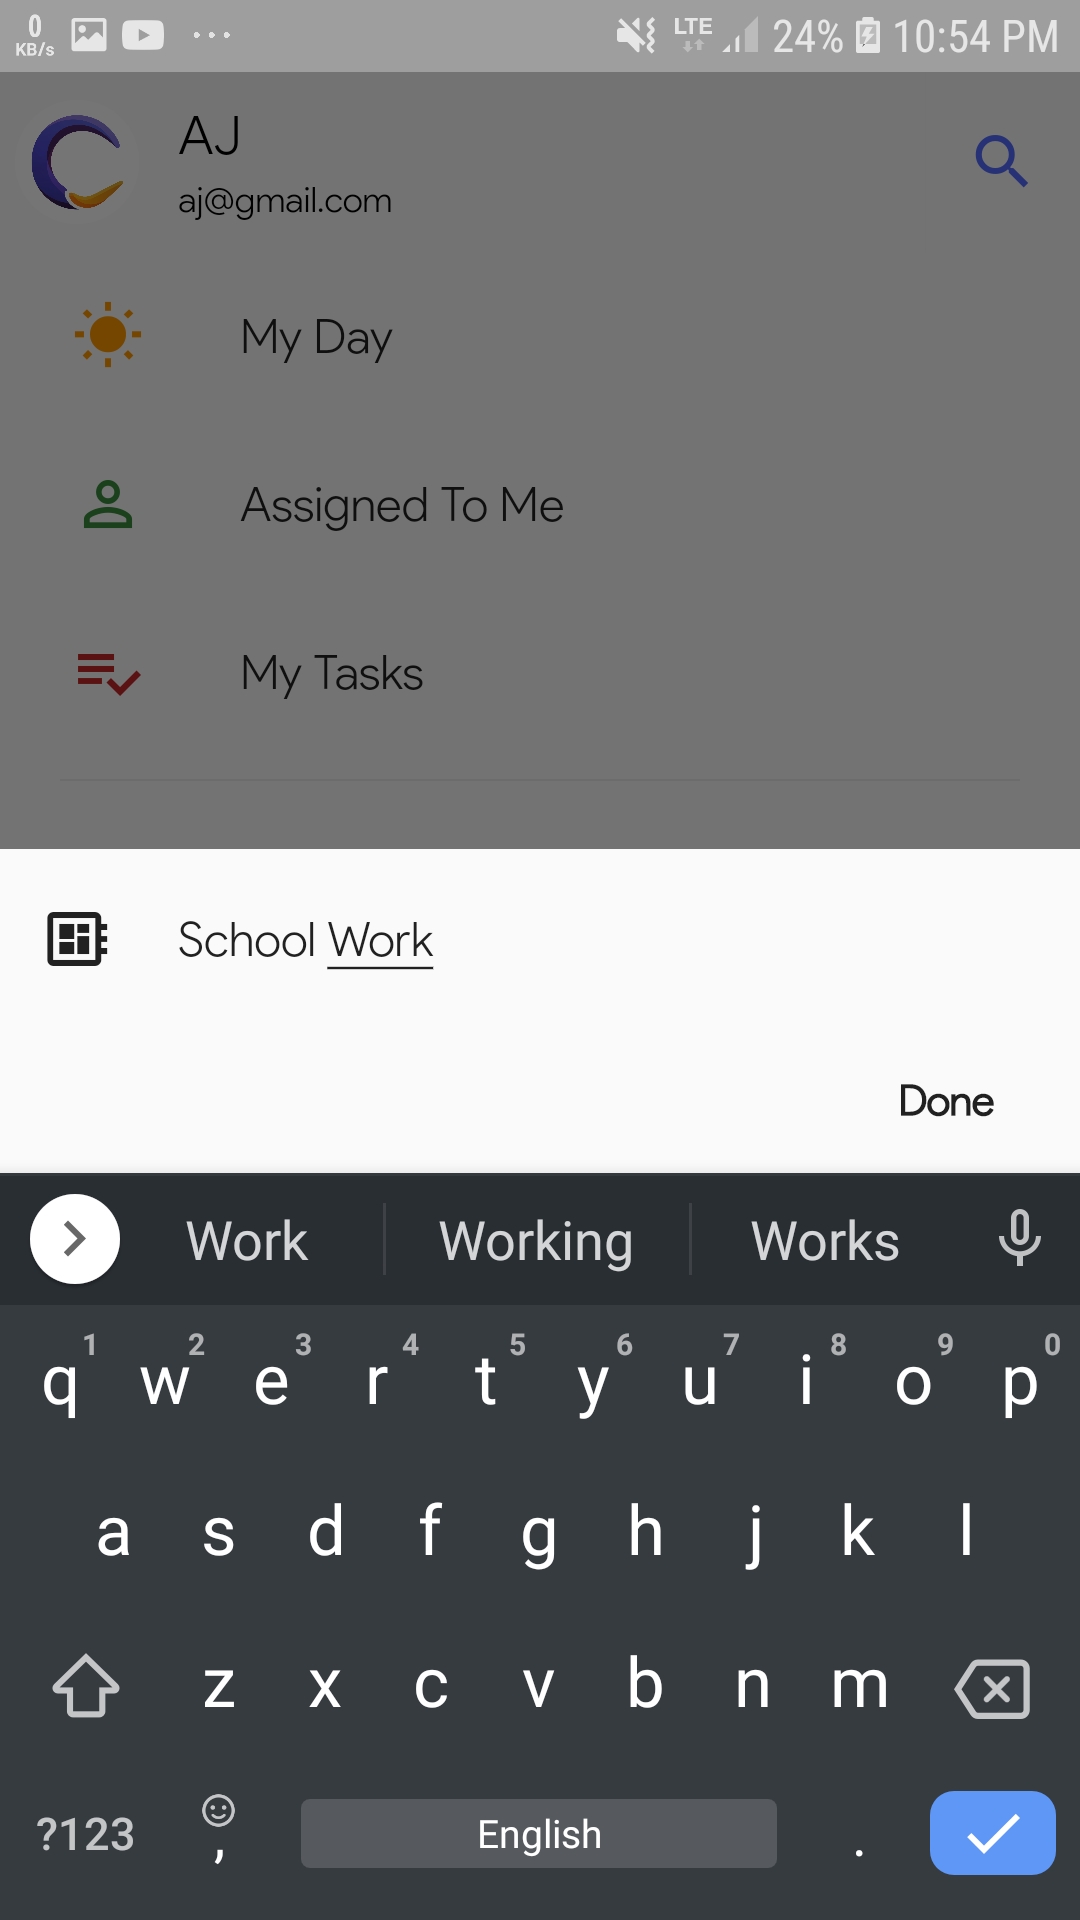 0 KB/s LTE 24% 10:54 PM
AJ
aj@gmail.com
My Day
Assigned To Me
My Tasks
School Work
Done
Work Working Works
1 2 3 4 5 6 7 8 9 0
q w e r t y u i o p
a s d f g h j k l
z x c v b n m
?123 , English .